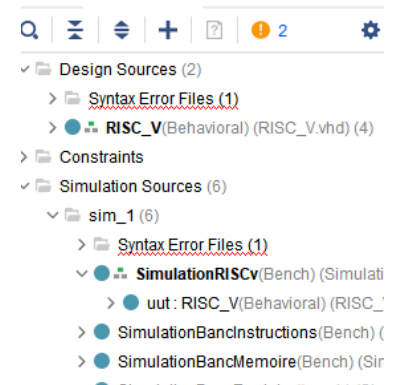 2
Design Sources (2)
Syntax Error Files (1)
RISC_V(Behavioral) (RISC_V.vhd) (4)
Constraints
Simulation Sources (6)
sim_1 (6)
Syntax Error Files (1)
SimulationRISCv(Bench) (Simulati
uut : RISC_V(Behavioral) (RISC_
SimulationBancInstructions(Bench) (
SimulationBancMemoire(Bench) (Sir